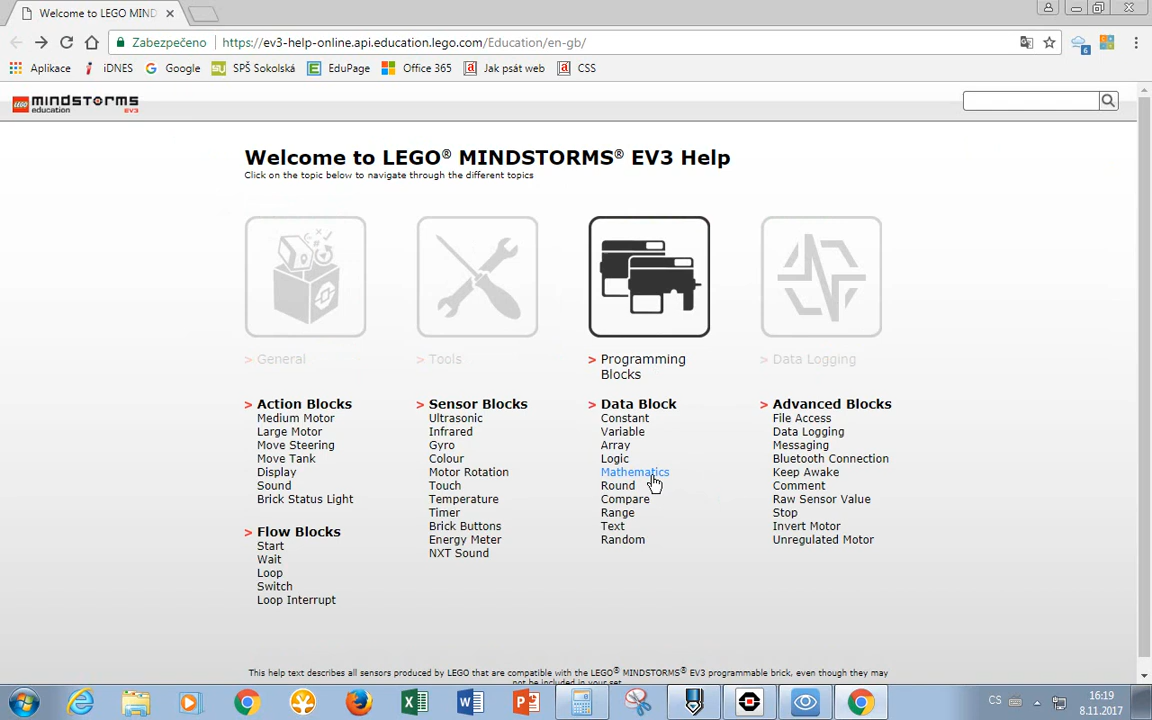 Welcome to LEGO MIND
Zabezpečeno https://ev3-help-online.api.education.lego.com/Education/en-gb/
Aplikace iDNES Google SPŠ Sokolská EduPage Office 365 Jak psát web CSS
LEGO mindstorms
education EV3
Welcome to LEGO® MINDSTORMS® EV3 Help
Click on the topic below to navigate through the different topics
> General > Tools > Programming Blocks > Data Logging
> Action Blocks
Medium Motor
Large Motor
Move Steering
Move Tank
Display
Sound
Brick Status Light
> Flow Blocks
Start
Wait
Loop
Switch
Loop Interrupt
> Sensor Blocks
Ultrasonic
Infrared
Gyro
Colour
Motor Rotation
Touch
Temperature
Timer
Brick Buttons
Energy Meter
NXT Sound
> Data Block
Constant
Variable
Array
Logic
Mathematics
Round
Compare
Range
Text
Random
> Advanced Blocks
File Access
Data Logging
Messaging
Bluetooth Connection
Keep Awake
Comment
Raw Sensor Value
Stop
Invert Motor
Unregulated Motor
This help text describes all sensors produced by LEGO that are compatible with the LEGO® MINDSTORMS® EV3 programmable brick, even though they may
not be included in your set.
CS 16:19
8.11.2017